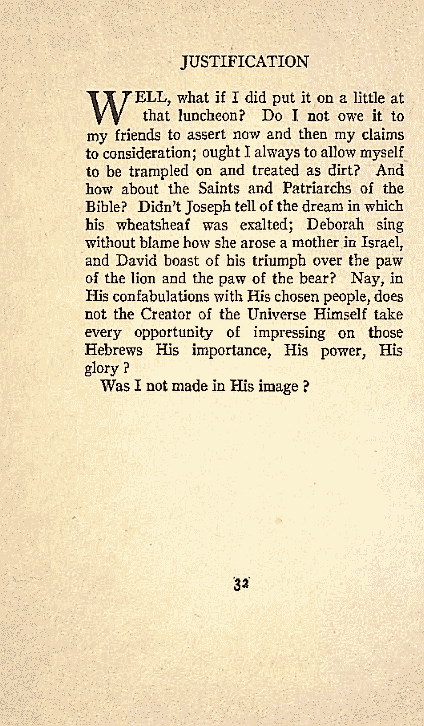 JUSTIFICATION
WELL, what if I did put it on a little at
that luncheon? Do I not owe it to
my friends to assert now and then my claims
to consideration; ought I always to allow myself
to be trampled on and treated as dirt? And
how about the Saints and Patriarchs of the
Bible? Didn't Joseph tell of the dream in which
his wheatsheaf was exalted; Deborah sing
without blame how she arose a mother in Israel,
and David boast of his triumph over the paw
of the lion and the paw of the bear? Nay, in
His confabulations with His chosen people, does
not the Creator of the Universe Himself take
every opportunity of impressing on those
Hebrews His importance, His power, His
glory?
Was I not made in His image?
32